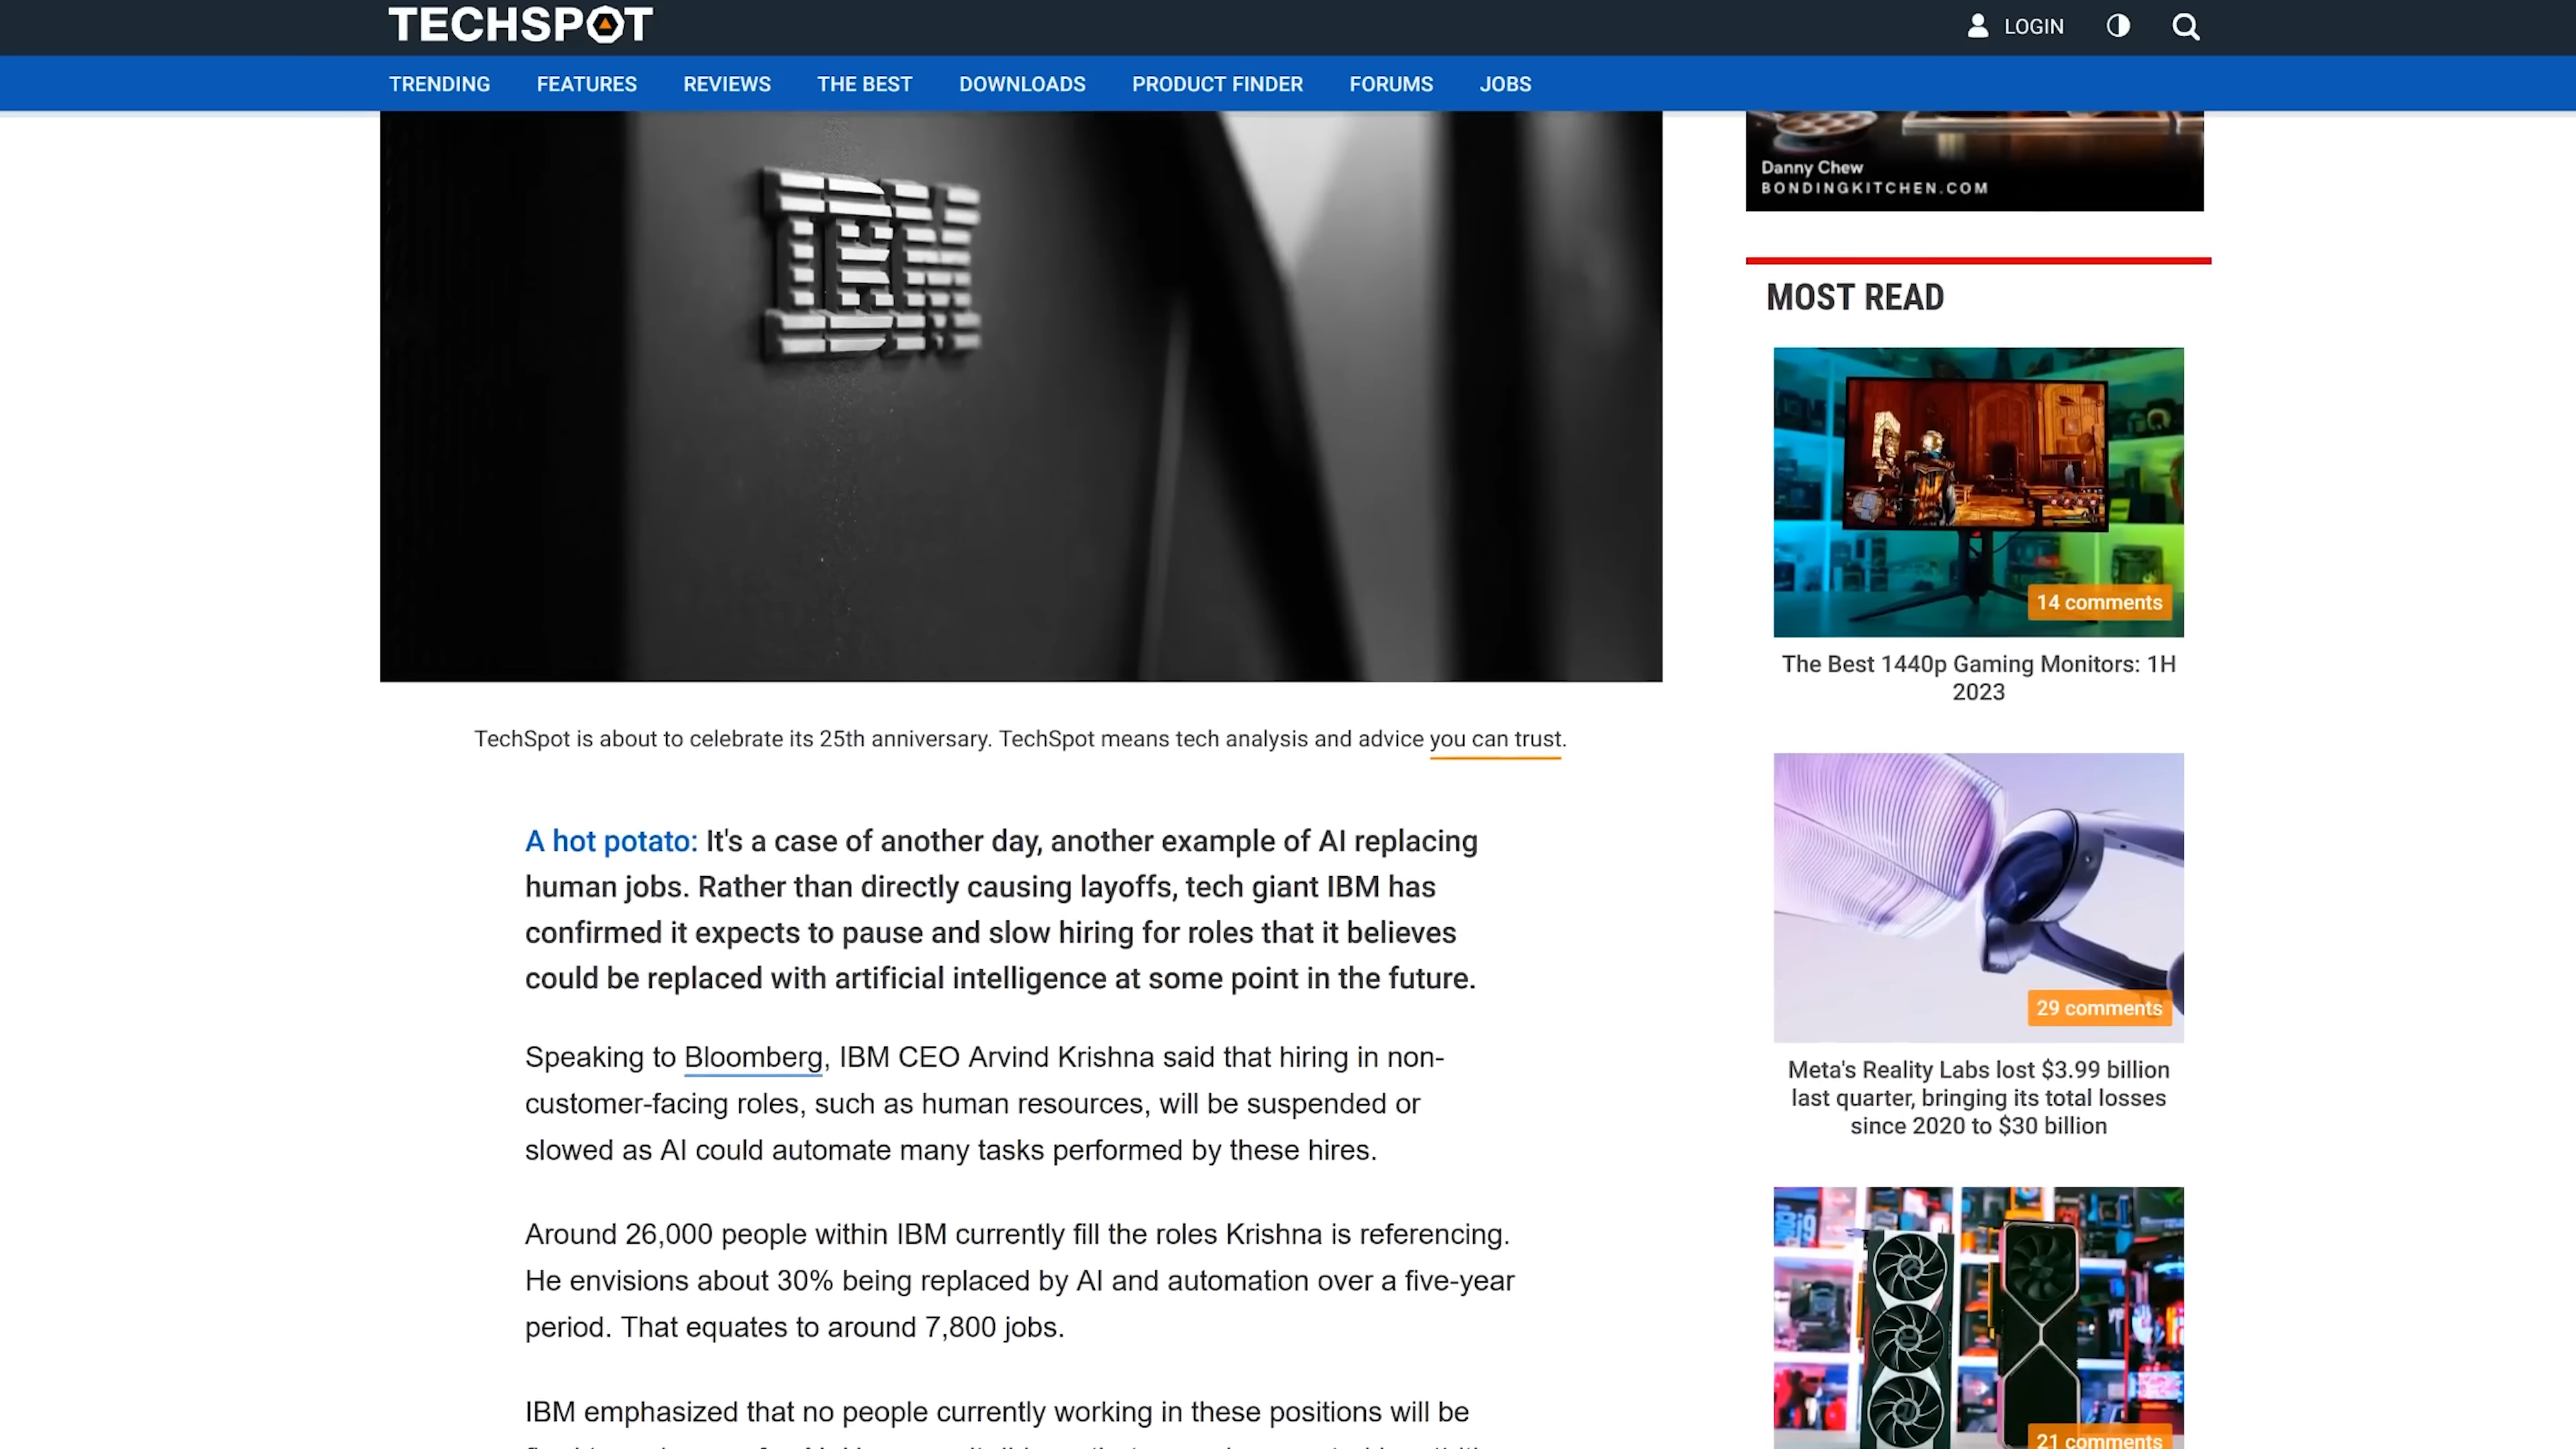 TECHSPOT
LOGIN
TRENDING FEATURES REVIEWS THE BEST DOWNLOADS PRODUCT FINDER FORUMS JOBS
IBM
Danny Chew
BONDINGKITCHEN.COM
TechSpot is about to celebrate its 25th anniversary. TechSpot means tech analysis and advice you can trust.
A hot potato: It's a case of another day, another example of AI replacing
human jobs. Rather than directly causing layoffs, tech giant IBM has
confirmed it expects to pause and slow hiring for roles that it believes
could be replaced with artificial intelligence at some point in the future.
Speaking to Bloomberg, IBM CEO Arvind Krishna said that hiring in non-
customer-facing roles, such as human resources, will be suspended or
slowed as AI could automate many tasks performed by these hires.
Around 26,000 people within IBM currently fill the roles Krishna is referencing.
He envisions about 30% being replaced by AI and automation over a five-year
period. That equates to around 7,800 jobs.
IBM emphasized that no people currently working in these positions will be
MOST READ
14 comments
The Best 1440p Gaming Monitors: 1H
2023
29 comments
Meta's Reality Labs lost $3.99 billion
last quarter, bringing its total losses
since 2020 to $30 billion
21 comments